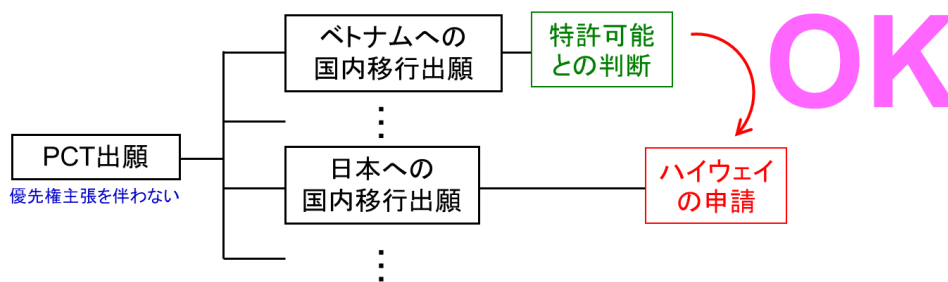 ベトナムへの
国内移行出願
特許可能
との判断
OK
PCT出願
優先権主張を伴わない
日本への
国内移行出願
ハイウェイ
の申請